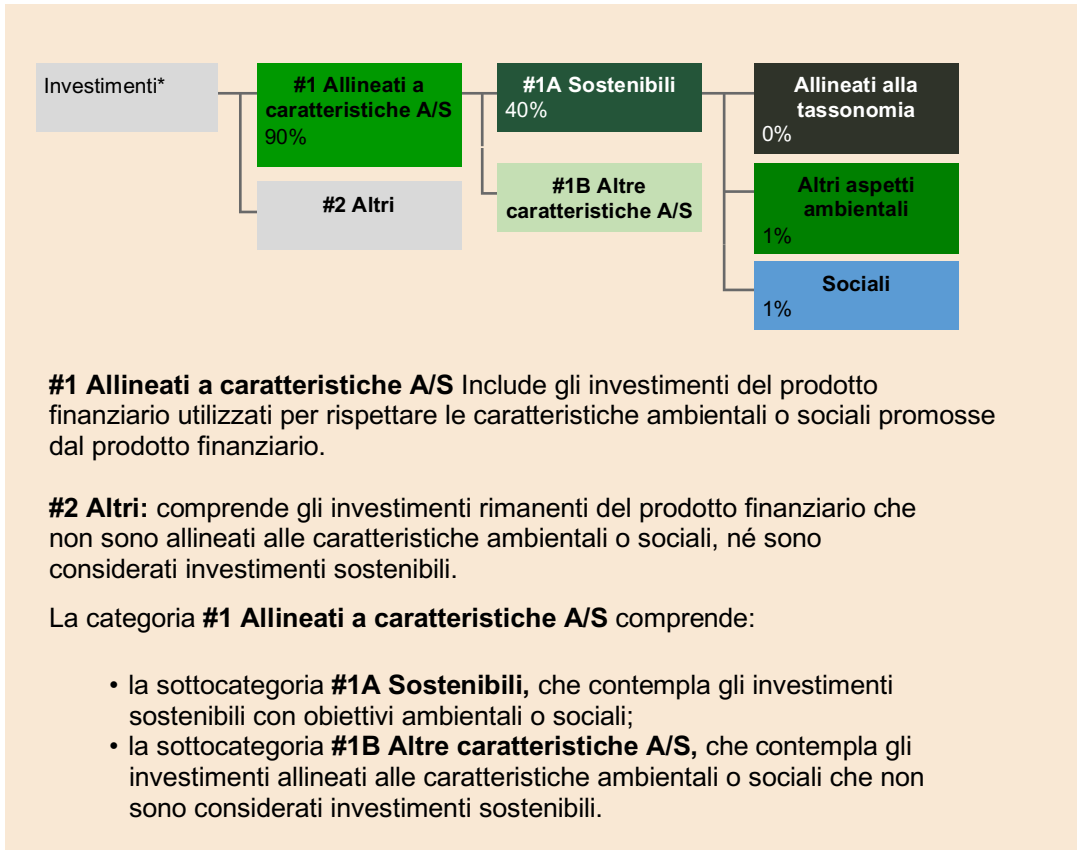 Investimenti*
#1 Allineati a
caratteristiche A/S
90%
#2 Altri
#1A Sostenibili
40%
#1B Altre
caratteristiche A/S
Allineati alla
tassonomia
0%
Altri aspetti
ambientali
1%
Sociali
1%
#1 Allineati a caratteristiche A/S Include gli investimenti del prodotto
finanziario utilizzati per rispettare le caratteristiche ambientali o sociali promosse
dal prodotto finanziario.
#2 Altri: comprende gli investimenti rimanenti del prodotto finanziario che
non sono allineati alle caratteristiche ambientali o sociali, né sono
considerati investimenti sostenibili.
La categoria #1 Allineati a caratteristiche A/S comprende:
• la sottocategoria #1A Sostenibili, che contempla gli investimenti
sostenibili con obiettivi ambientali o sociali;
• la sottocategoria #1B Altre caratteristiche A/S, che contempla gli
investimenti allineati alle caratteristiche ambientali o sociali che non
sono considerati investimenti sostenibili.